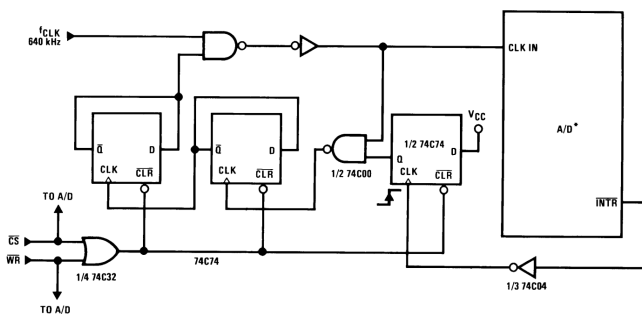 fCLK
640 kHz
CLK IN
A/D*
INTR
VCC
Q
D
CLK
CLR
Q
D
CLK
CLR
1/2 74C00
1/2 74C74
Q
D
CLK
CLR
TO A/D
CS
WR
1/4 74C32
TO A/D
74C74
1/3 74C04